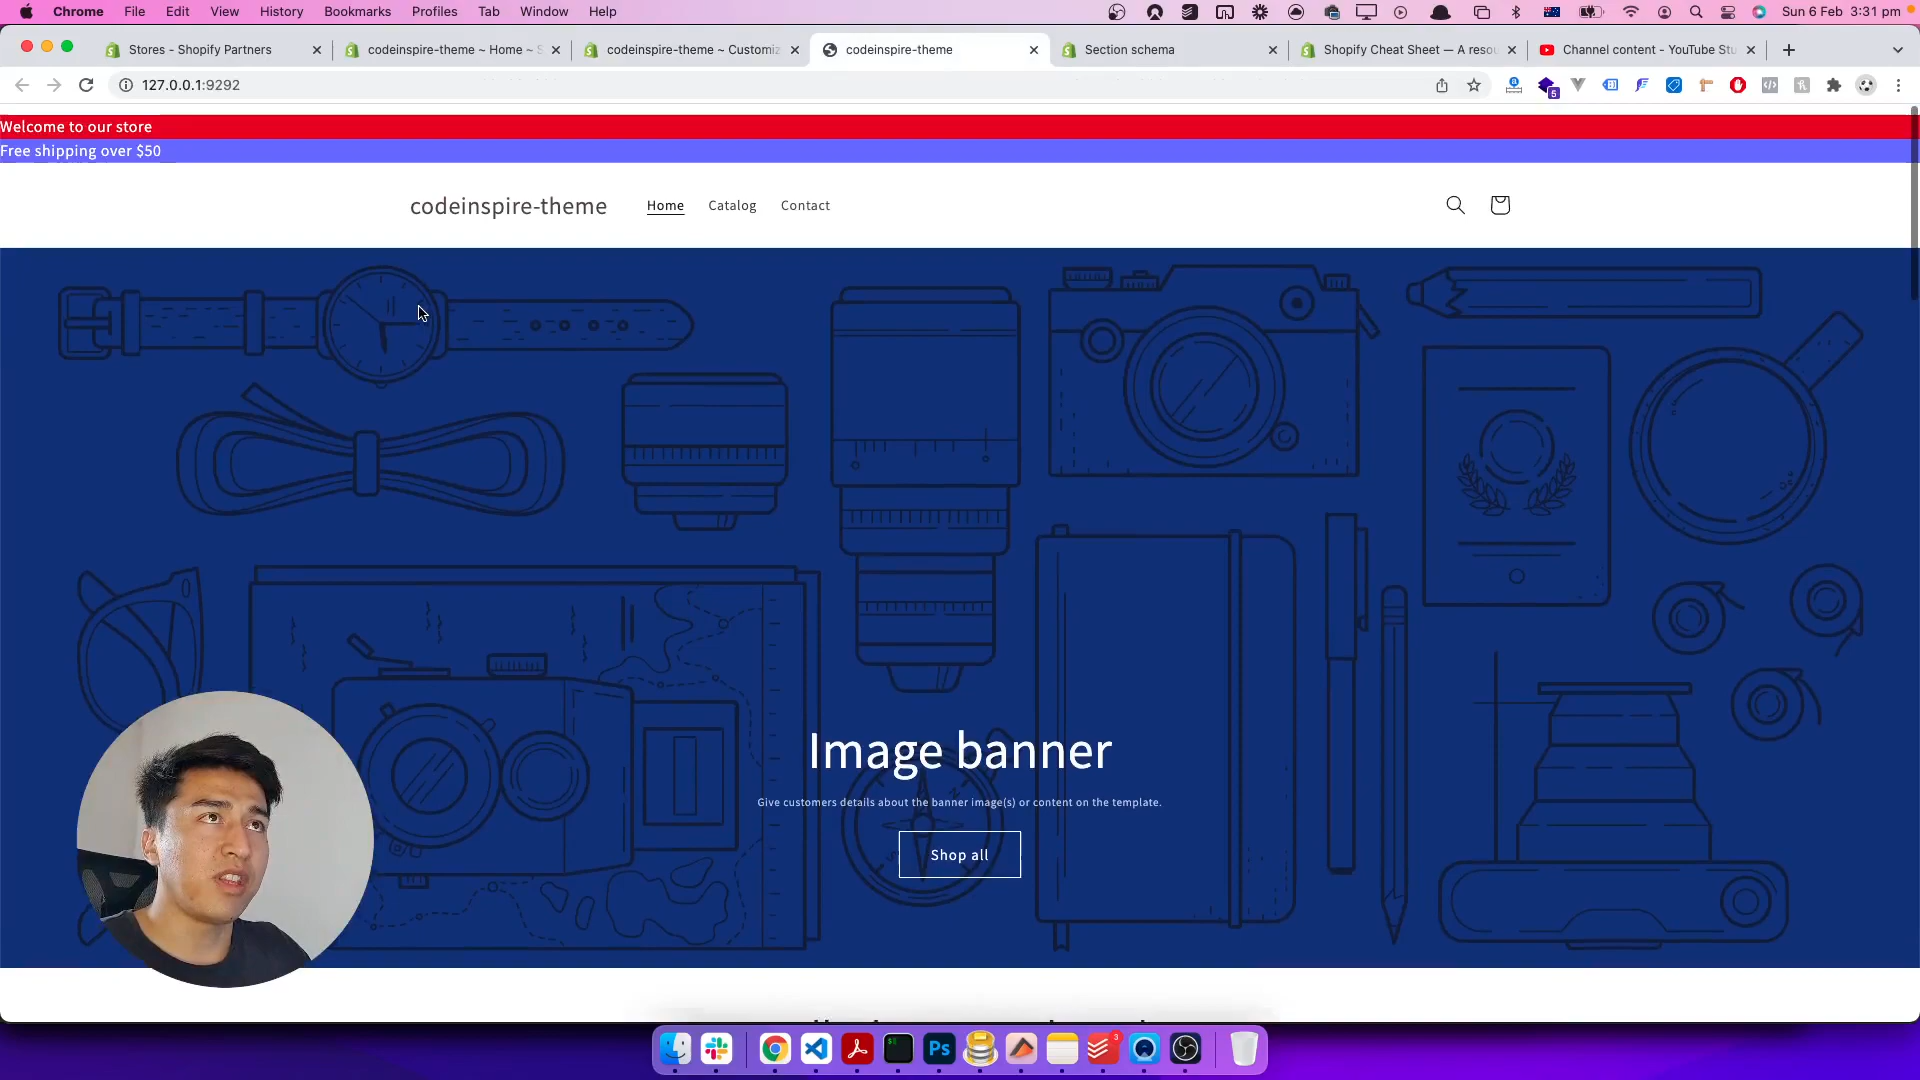 Chrome File Edit View History Bookmarks Profiles Tab Window Help Sun 6 Feb 3:31 pm
Stores - Shopify Partners
codeinspire-theme ~ Home ~ S
codeinspire-theme ~ Customiz
codeinspire-theme
Section schema
Shopify Cheat Sheet — A resou
Channel content - YouTube Stu
127.0.0.1:9292
5
Welcome to our store
Free shipping over $50
codeinspire-theme Home Catalog Contact
Image banner
Give customers details about the banner image(s) or content on the template.
Shop all
Ps
3